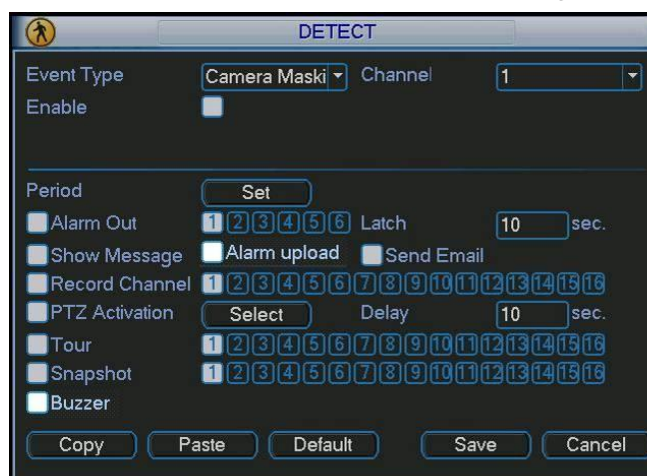 DETECT
Event Type Camera Maski Channel 1
Enable
Period Set
Alarm Out 1 2 3 4 5 6 Latch 10 sec.
Show Message Alarm upload Send Email
Record Channel 1 2 3 4 5 6 7 8 9 10 11 12 13 14 15 16
PTZ Activation Select Delay 10 sec.
Tour 1 2 3 4 5 6 7 8 9 10 11 12 13 14 15 16
Snapshot 1 2 3 4 5 6 7 8 9 10 11 12 13 14 15 16
Buzzer
Copy Paste Default Save Cancel